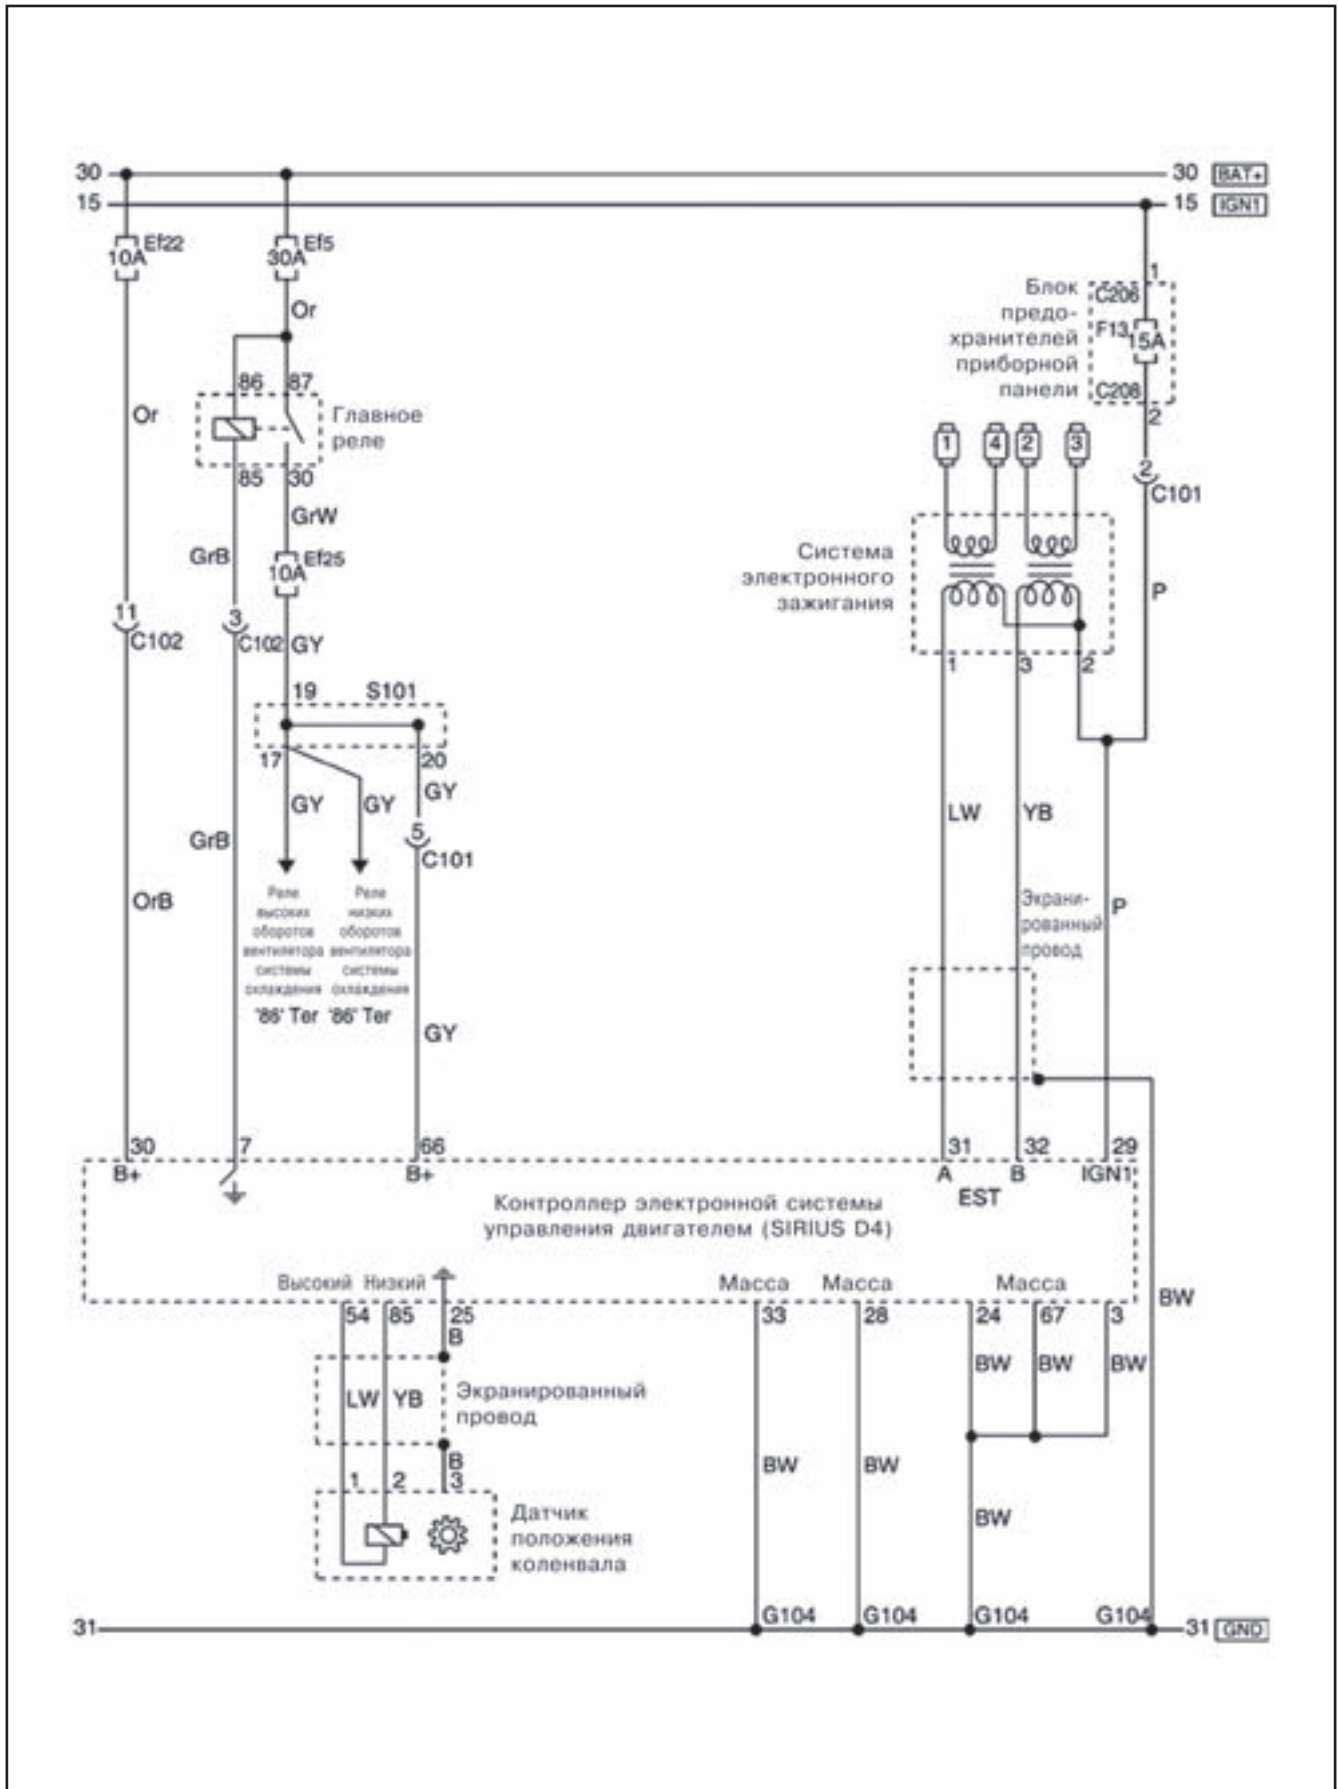 30 30 BAT+
15 15 IGN1
Ef22
10A
Ef5
30A
Or
1
Блок
предо-
хранителей
приборной
панели
C206
F13
15A
C208
2
86 87
Or
Главное
реле
85 30
GrW
1 4 2 3
2
C101
GrB
Ef25
10A
Система
электронного
зажигания
P
11
C102
3
C102
GY
1 3 2
19 S101
17 20
GY GY GY
LW YB
5
C101
GrB
OrB
Реле
высоких
оборотов
вентилятора
системы
охлаждения
"86" Ter
Реле
низких
оборотов
вентилятора
системы
охлаждения
"86" Ter
Экрани-
рованный
провод
P
GY
30 7 66 31 32 29
B+ B+ A B IGN1
EST
Контроллер электронной системы
управления двигателем (SIRIUS D4)
Высокий Низкий Масса Масса Масса
BW
54 85 25 33 28 24 67 3
B
BW BW BW
LW YB
Экранированный
провод
B
1 2 3
BW BW
Датчик
положения
коленвала
BW
G104 G104 G104 G104
31 31 GND